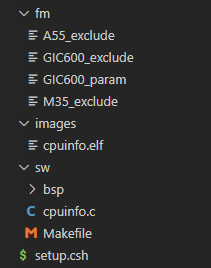 fm
A55_exclude
GIC600_exclude
GIC600_param
M35_exclude
images
cpuinfo.elf
sw
bsp
C cpuinfo.c
M Makefile
$ setup.csh